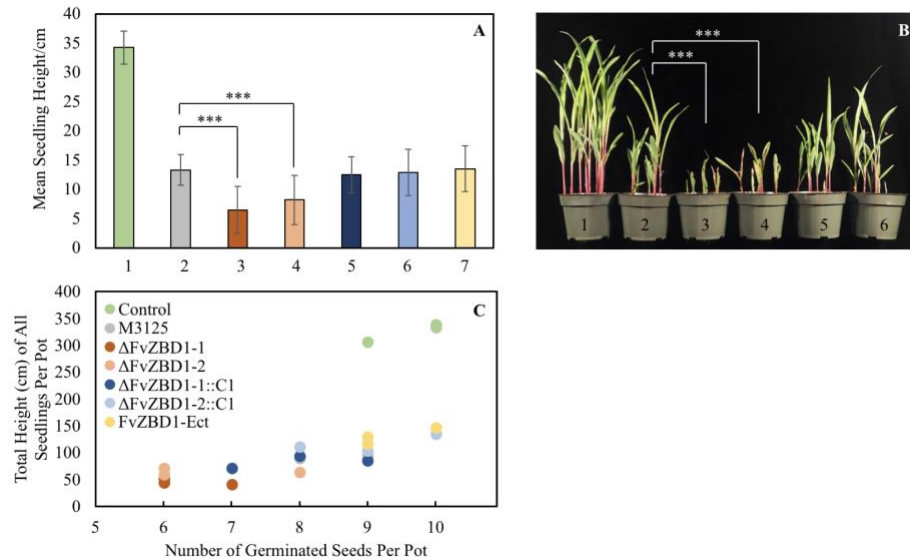 A
Mean Seedling Height/cm
40
35
30
25
20
15
10
5
0
***
***
1 2 3 4 5 6 7
B
***
***
1 2 3 4 5 6
C
Total Height (cm) of All
Seedlings Per Pot
400
350
300
250
200
150
100
50
0
Control
M3125
ΔFvZBD1-1
ΔFvZBD1-2
ΔFvZBD1-1::C1
ΔFvZBD1-2::C1
FvZBD1-Ect
5 6 7 8 9 10
Number of Germinated Seeds Per Pot